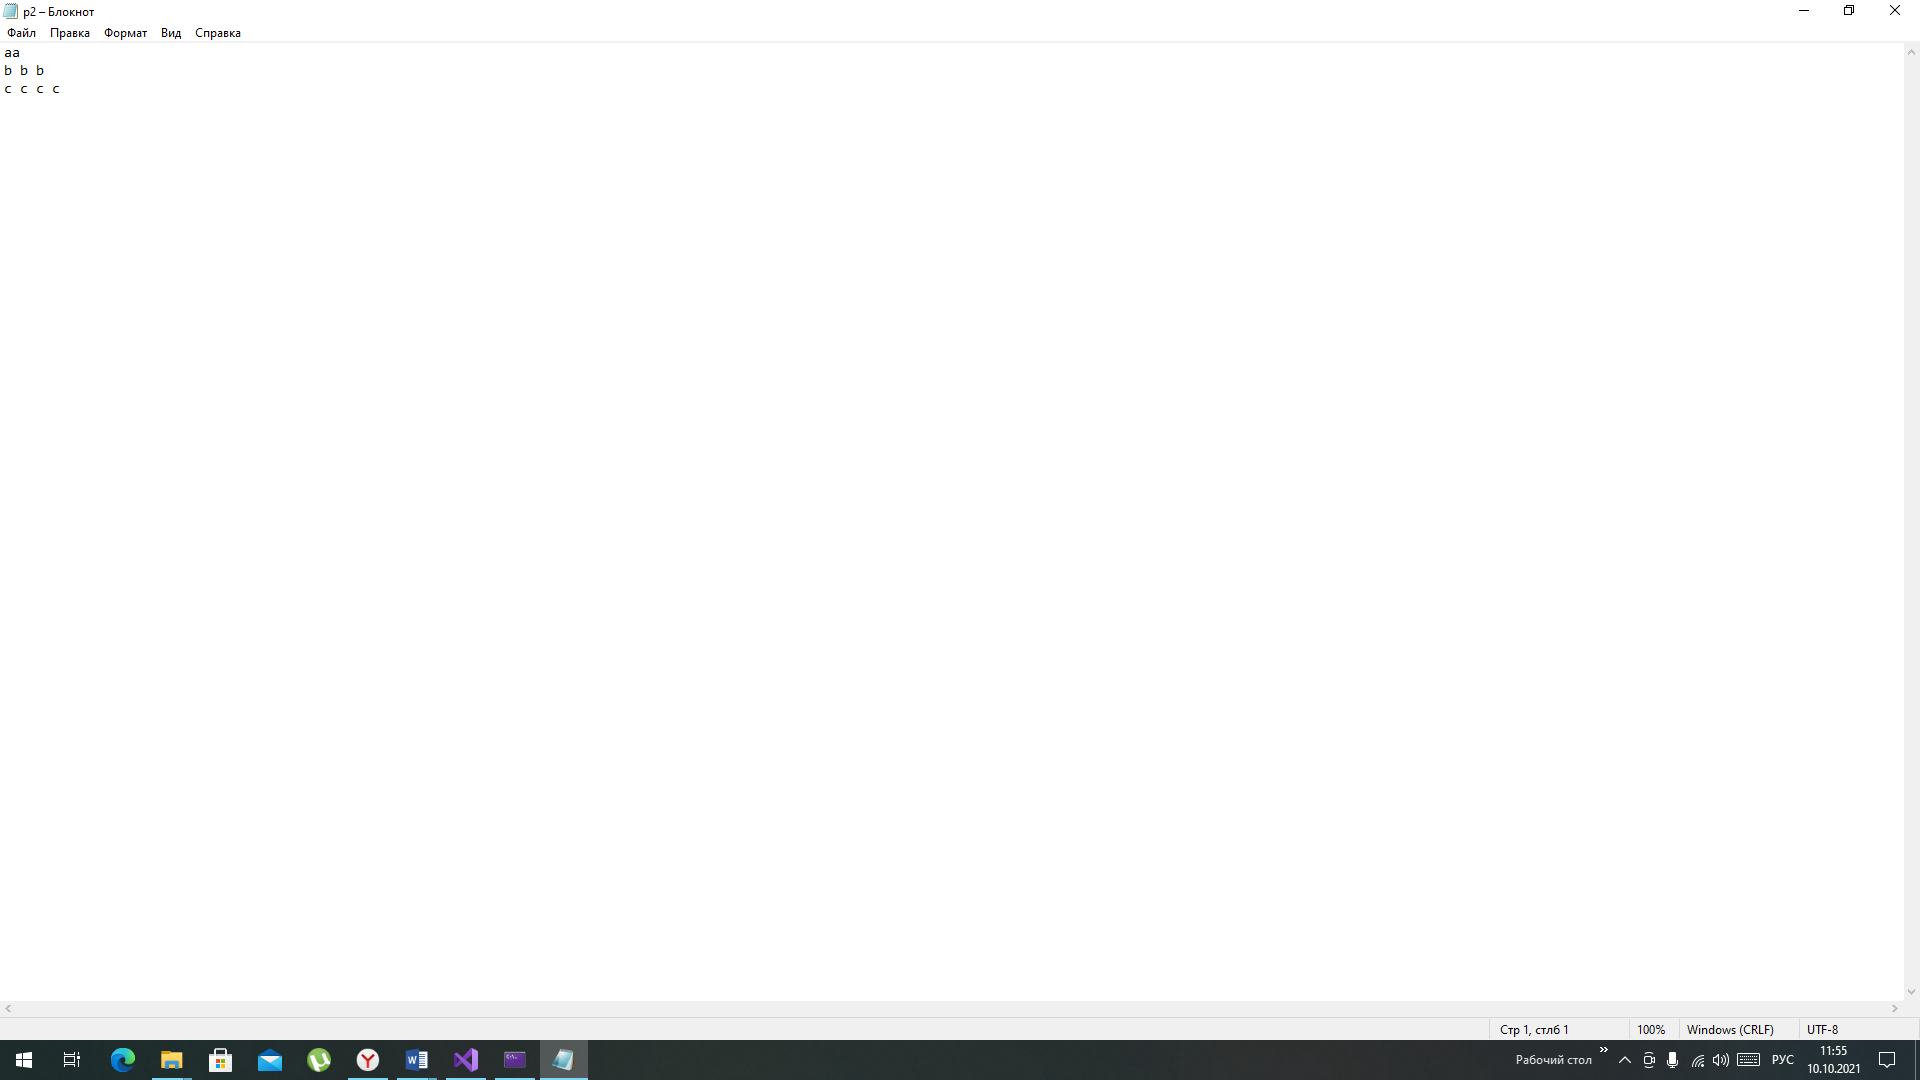 p2 – Блокнот
Файл Правка Формат Вид Справка
aa
b b b
c c c c
Стр 1, стлб 1 100% Windows (CRLF) UTF-8
Рабочий стол РУС 11:55
10.10.2021